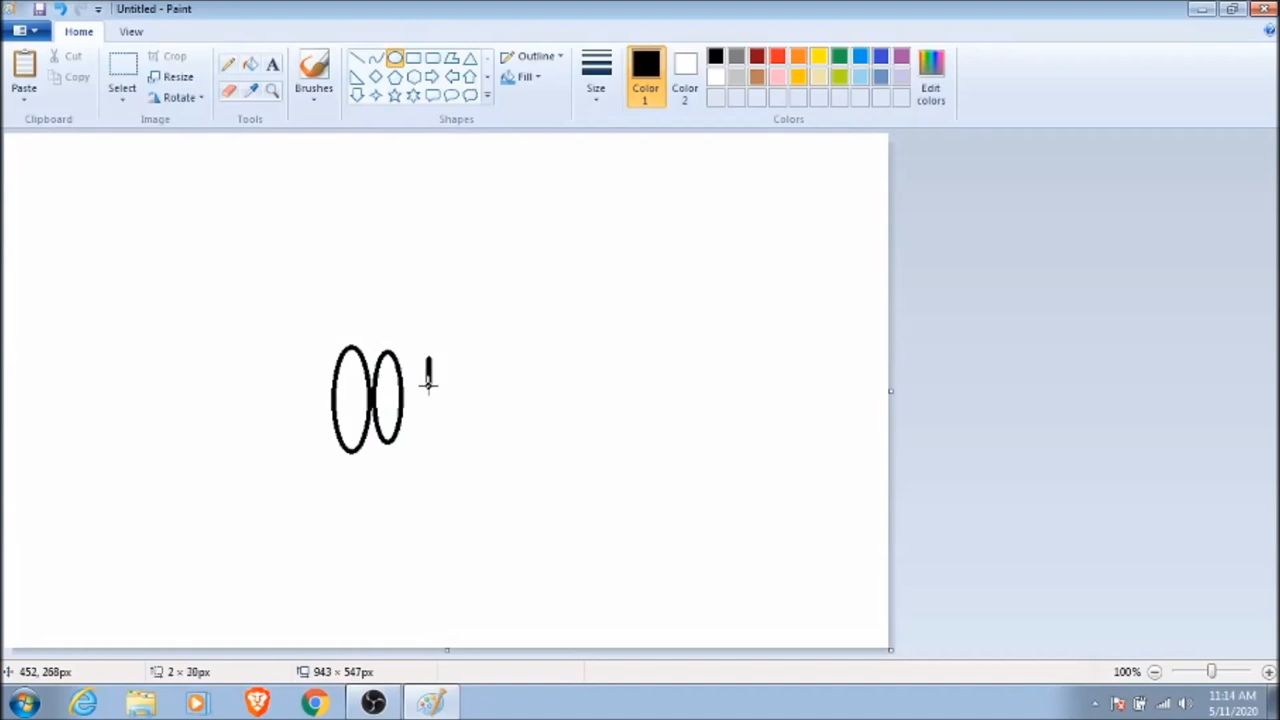 Untitled - Paint
Home View
Paste
Cut
Copy
Clipboard
Select
Crop
Resize
Rotate
Image
A
Tools
Brushes
Outline
Fill
Shapes
Size
Color 1
Color 2
Edit colors
Colors
452, 268px 2 × 30px 943 × 547px 100%
11:14 AM
5/11/2020